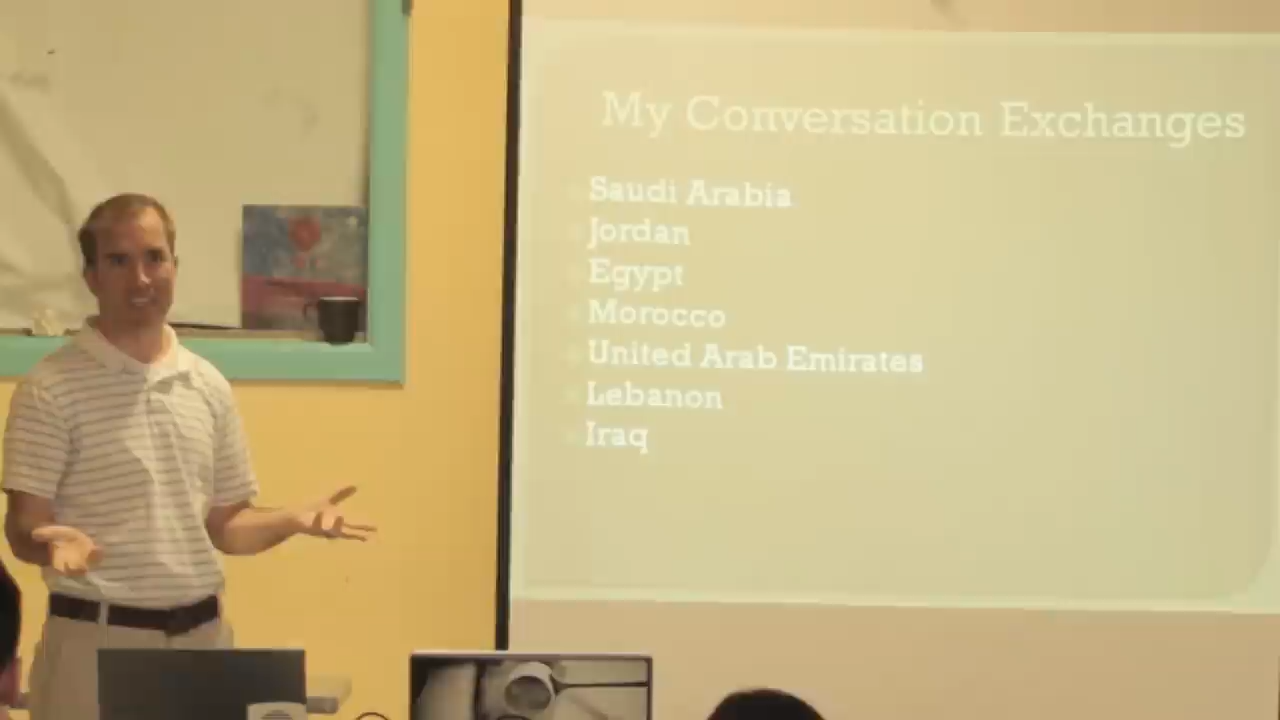 My Conversation Exchanges
Saudi Arabia
Jordan
Egypt
Morocco
United Arab Emirates
Lebanon
Iraq